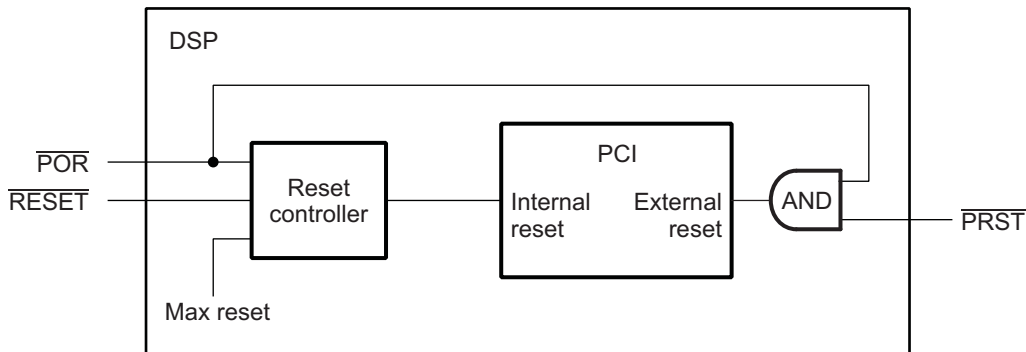 DSP
POR
RESET
Reset
controller
Max reset
PCI
Internal
reset
External
reset
AND
PRST